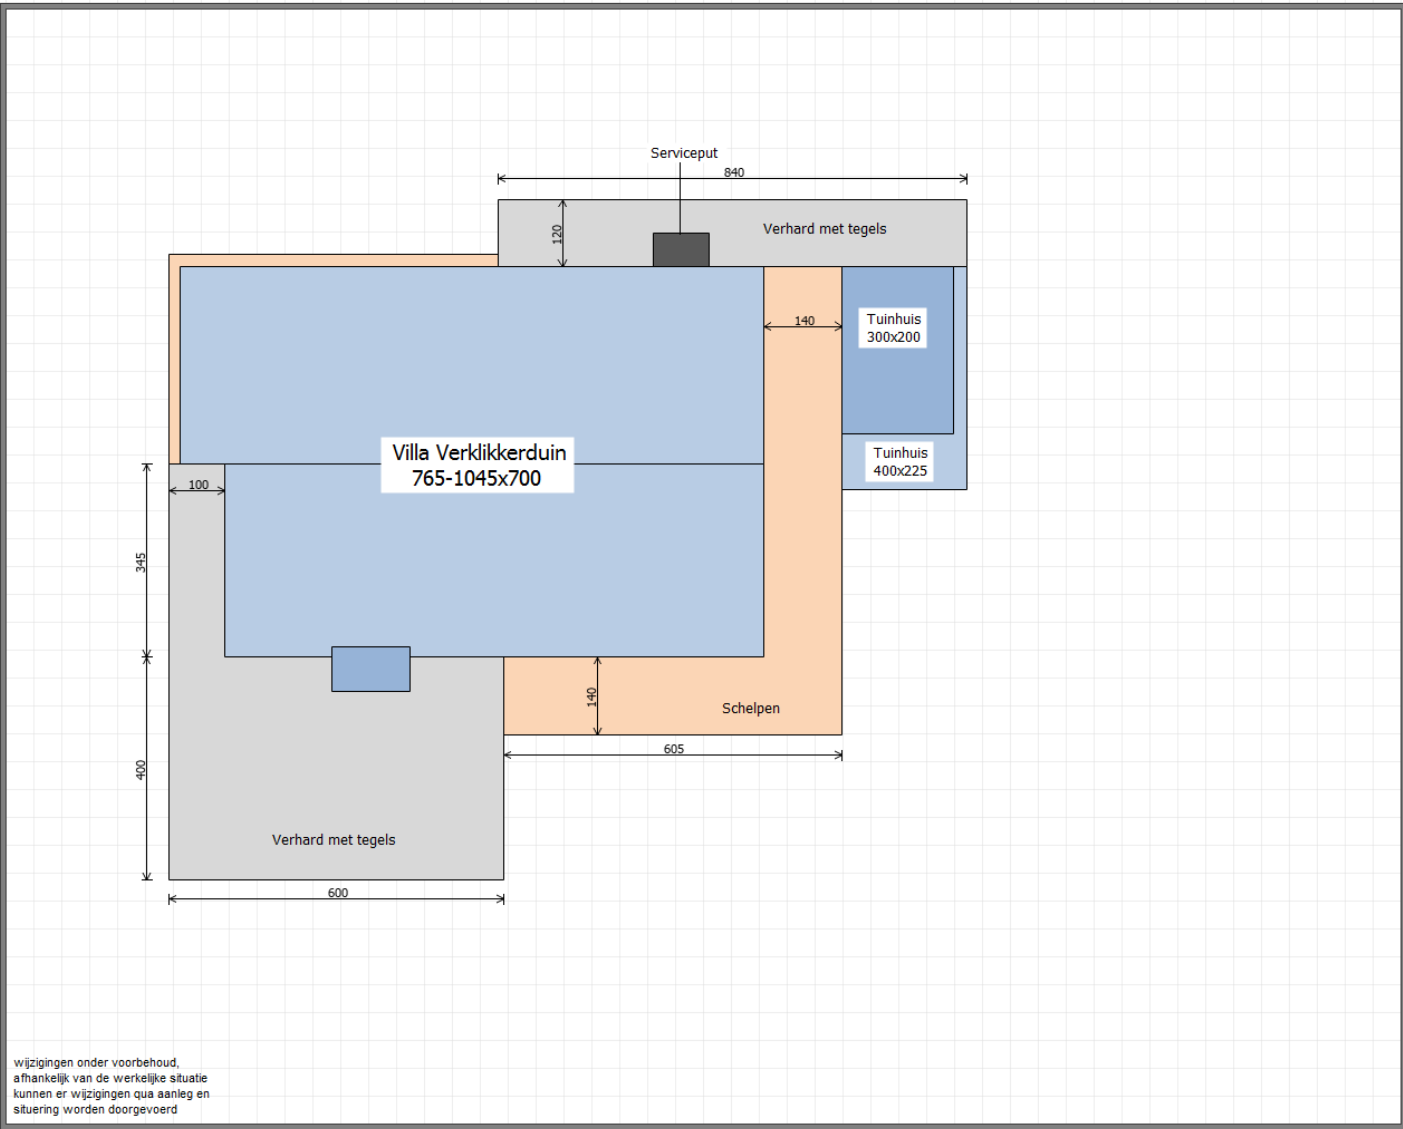 Serviceput
840
120
Verhard met tegels
140
Tuinhuis
300x200
Villa Verklikkerduin
765-1045x700
Tuinhuis
400x225
100
345
140
Schelpen
605
400
Verhard met tegels
600
wijzigingen onder voorbehoud,
afhankelijk van de werkelijke situatie
kunnen er wijzigingen qua aanleg en
situering worden doorgevoerd